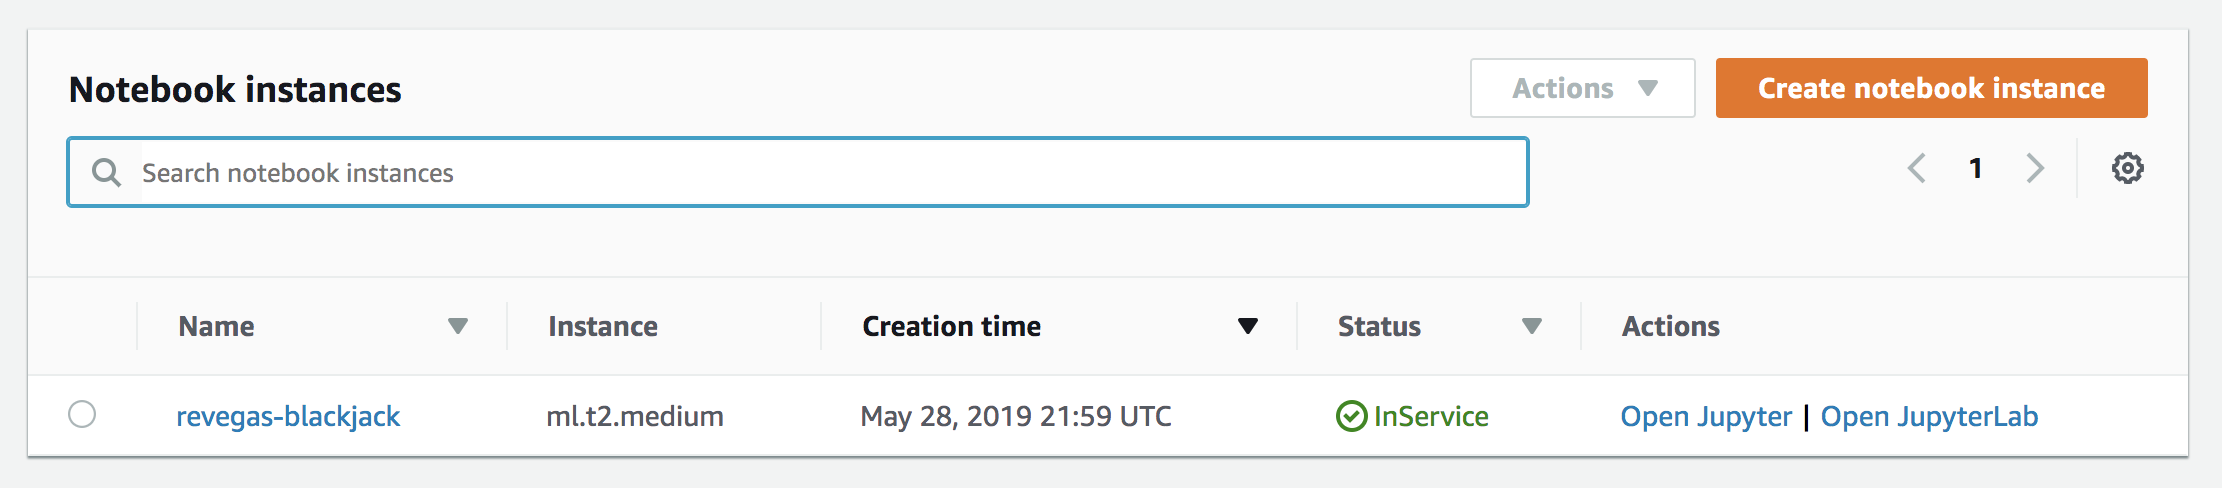 Notebook instances
Actions
Create notebook instance
Search notebook instances
1
Name Instance Creation time Status Actions
revegas-blackjack ml.t2.medium May 28, 2019 21:59 UTC InService Open Jupyter | Open JupyterLab